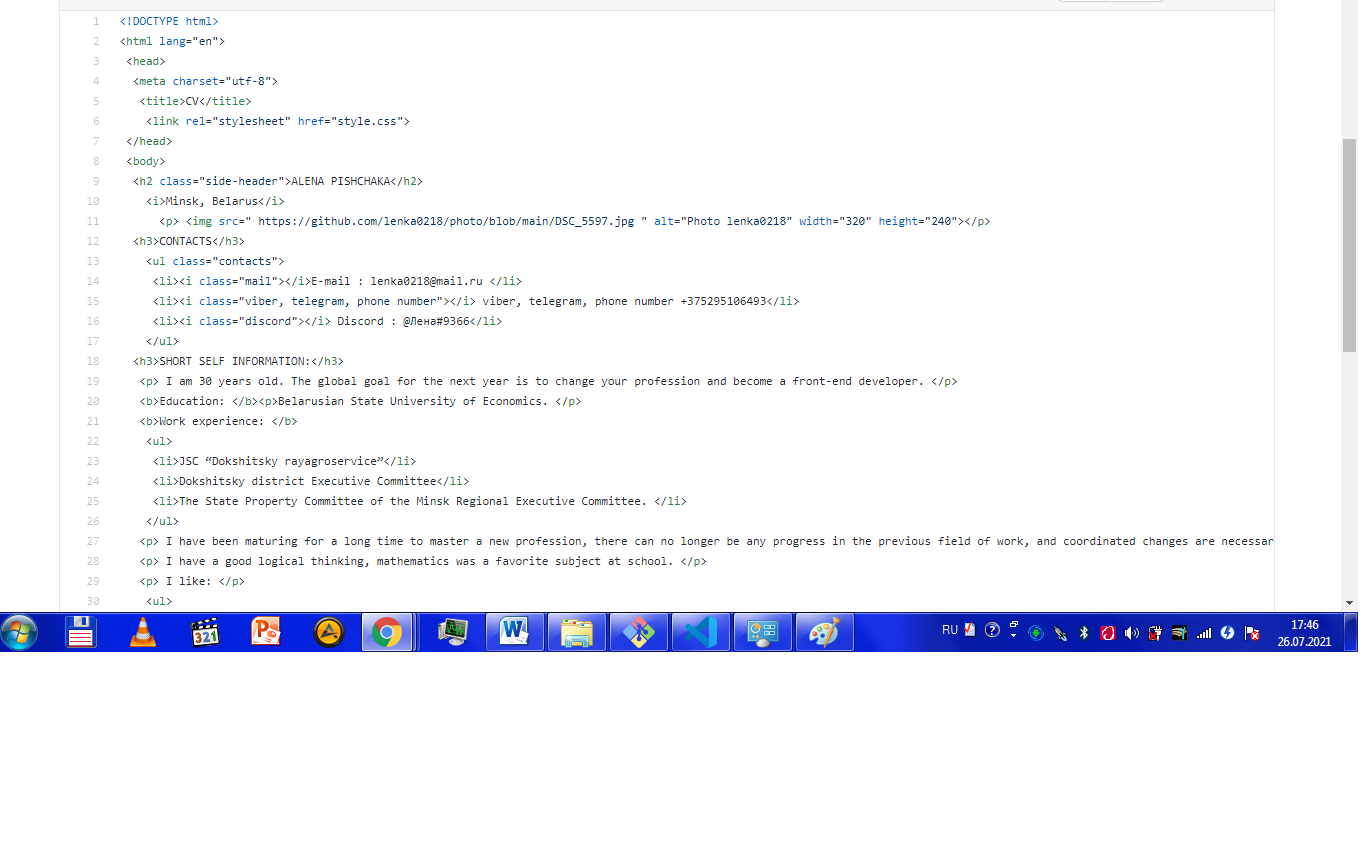 1 <!DOCTYPE html>
2 <html lang="en">
3 <head>
4 <meta charset="utf-8">
5 <title>CV</title>
6 <link rel="stylesheet" href="style.css">
7 </head>
8 <body>
9 <h2 class="side-header">ALENA PISHCHAKA</h2>
10 <i>Minsk, Belarus</i>
11 <p> <img src=" https://github.com/lenka0218/photo/blob/main/DSC_5597.jpg " alt="Photo lenka0218" width="320" height="240"></p>
12 <h3>CONTACTS</h3>
13 <ul class="contacts">
14 <li><i class="mail"></i>E-mail : lenka0218@mail.ru </li>
15 <li><i class="viber, telegram, phone number"></i> viber, telegram, phone number +375295106493</li>
16 <li><i class="discord"></i> Discord : @Лена#9366</li>
17 </ul>
18 <h3>SHORT SELF INFORMATION:</h3>
19 <p> I am 30 years old. The global goal for the next year is to change your profession and become a front-end developer. </p>
20 <b>Education: </b><p>Belarusian State University of Economics. </p>
21 <b>Work experience: </b>
22 <ul>
23 <li>JSC “Dokshitsky rayagroservice”</li>
24 <li>Dokshitsky district Executive Committee</li>
25 <li>The State Property Committee of the Minsk Regional Executive Committee. </li>
26 </ul>
27 <p> I have been maturing for a long time to master a new profession, there can no longer be any progress in the previous field of work, and coordinated changes are necessar
28 <p> I have a good logical thinking, mathematics was a favorite subject at school. </p>
29 <p> I like: </p>
30 <ul>
321
RU
17:46
26.07.2021